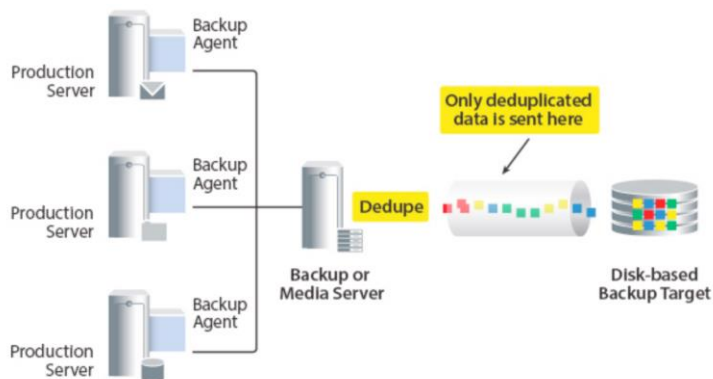 Backup
Agent
Production
Server
Backup
Agent
Production
Server
Backup
Agent
Production
Server
Backup or
Media Server
Dedupe
Only deduplicated
data is sent here
Disk-based
Backup Target